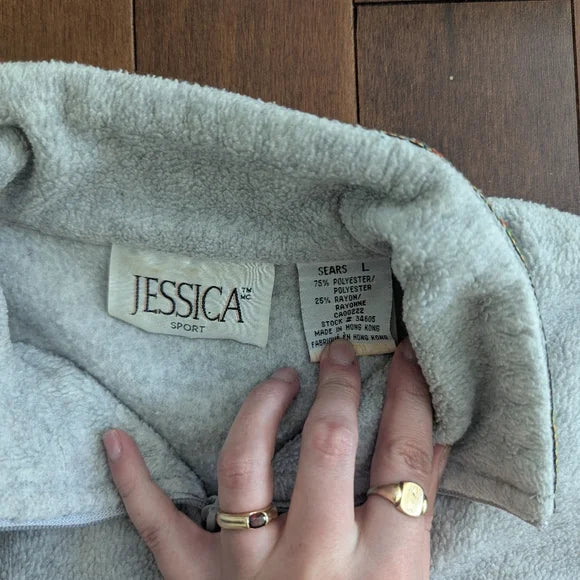 JESSICA TM MC.
SPORT
SEARS L
75% POLYESTER/
POLYESTER
25% RAYON/
RAYONNE
CA00222
STOCK # 34605
MADE IN HONG KONG
FABRIQUÉ EN HONG KONG